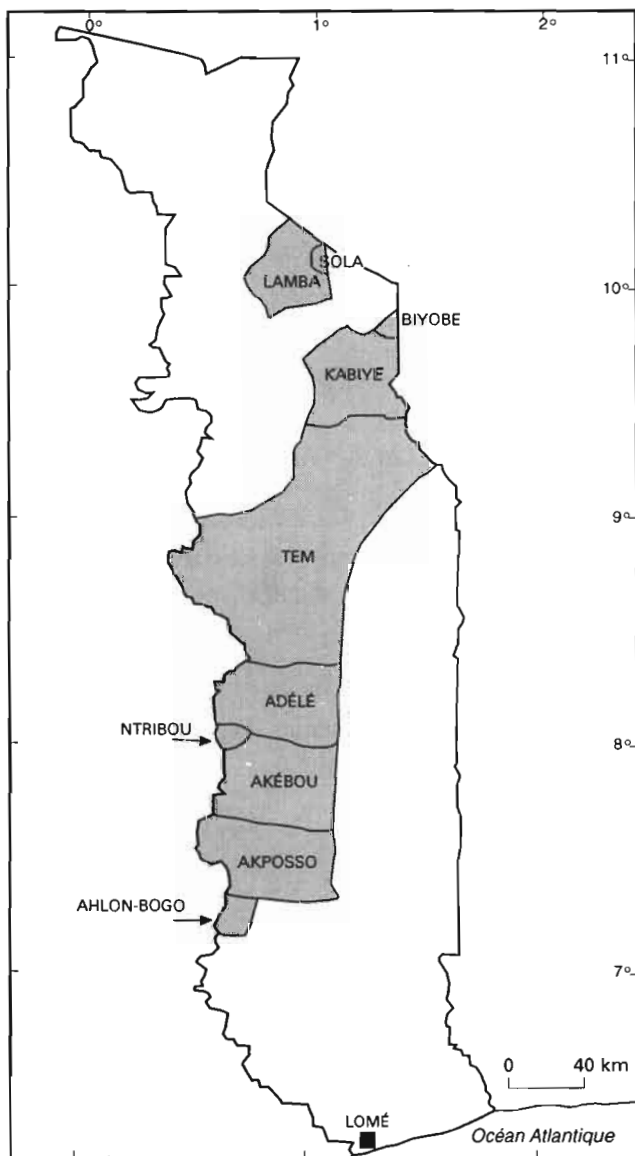 0° 1° 2°
11°
SOLA
LAMBA
10°
BIYOBE
KABIYE
9°
TEM
ADÉLÉ
NTRIBOU
8°
AKÉBOU
AKPOSSO
AHLON-BOGO
7°
0 40 km
LOMÉ
Océan Atlantique